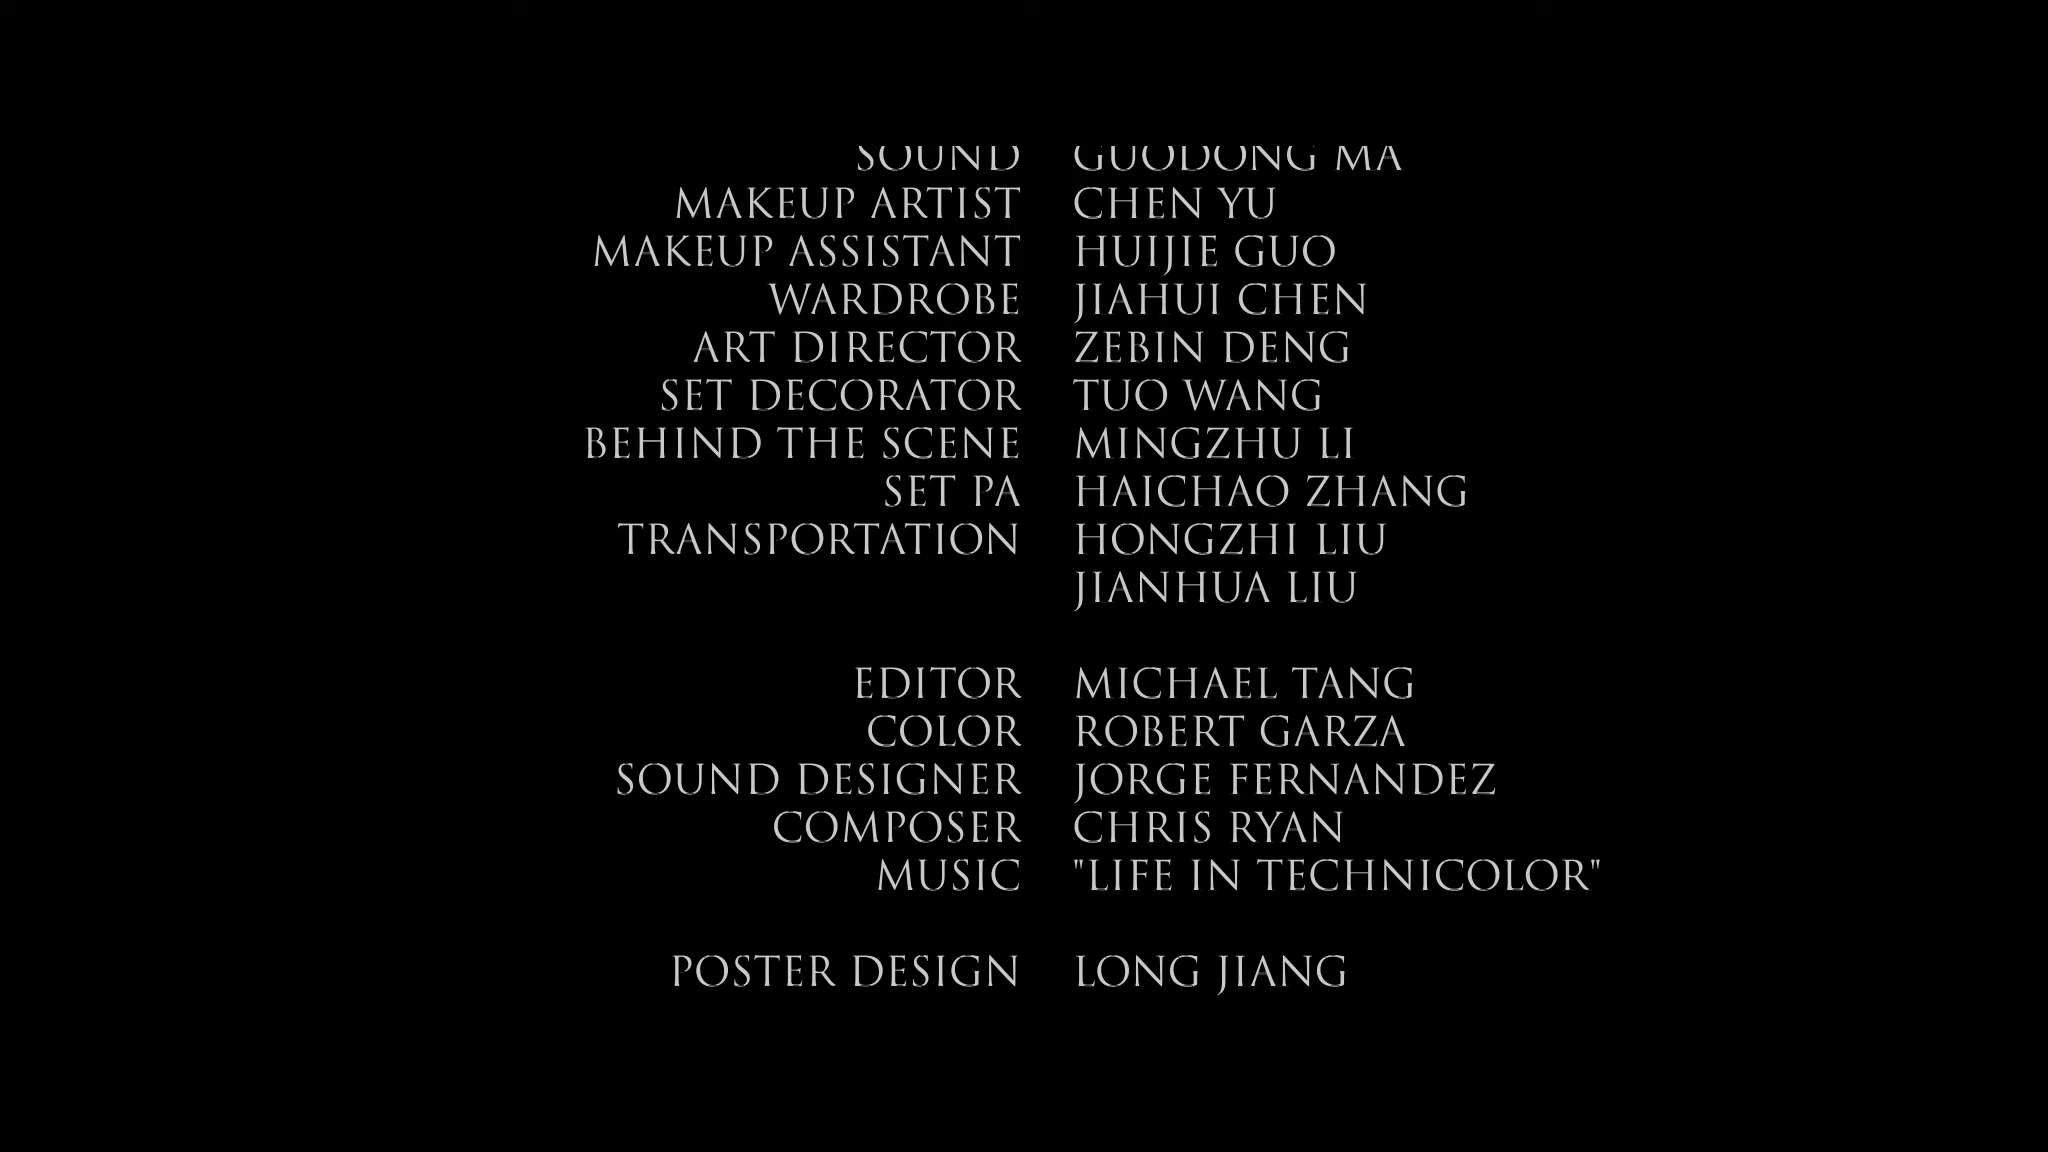 SOUND GUODONG MA
MAKEUP ARTIST CHEN YU
MAKEUP ASSISTANT HUIJIE GUO
WARDROBE JIAHUI CHEN
ART DIRECTOR ZEBIN DENG
SET DECORATOR TUO WANG
BEHIND THE SCENE MINGZHU LI
SET PA HAICHAO ZHANG
TRANSPORTATION HONGZHI LIU
JIANHUA LIU
EDITOR MICHAEL TANG
COLOR ROBERT GARZA
SOUND DESIGNER JORGE FERNANDEZ
COMPOSER CHRIS RYAN
MUSIC "LIFE IN TECHNICOLOR"
POSTER DESIGN LONG JIANG